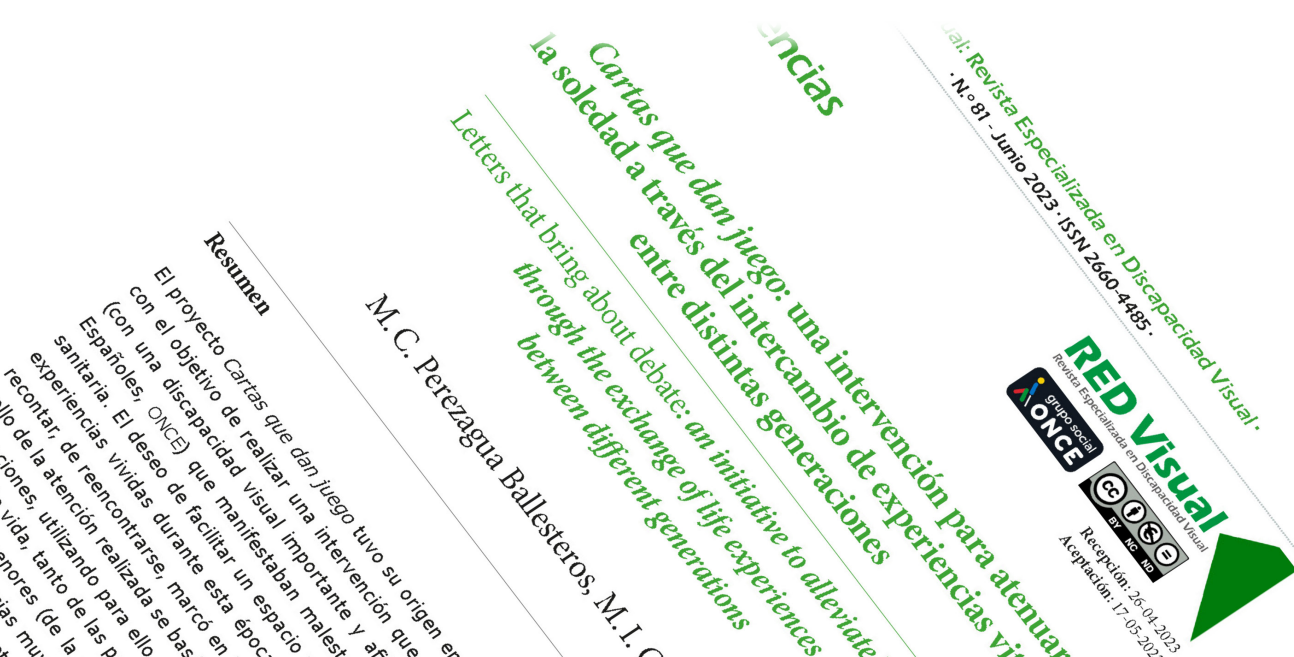 Visual: Revista Especializada en Discapacidad Visual ·
· N.º 81 - Junio 2023 · ISSN 2660-4485 ·
RED Visual
Revista Especializada en Discapacidad Visual
grupo social
ONCE
cc
BY NC ND
Recepción: 26-04-2023
Aceptación: 17-05-202
encias
Cartas que dan juego: una intervención para atenuar
la soledad a través del intercambio de experiencias vi
entre distintas generaciones
Letters that bring about debate: an initiative to alleviate
through the exchange of life experiences
between different generations
M. C. Perezagua Ballesteros, M. I.
Resumen
El proyecto Cartas que dan juego tuvo su origen en
con el objetivo de realizar una intervención que
(con una discapacidad visual importante y af
Españoles, ONCE) que manifestaban malest
sanitaria. El deseo de facilitar un espacio
experiencias vividas durante esta époc
recontar, de reencontrarse, marcó en
llo de la atención realizada se bas
ciones, utilizando para ello
vida, tanto de las p
enores (de la